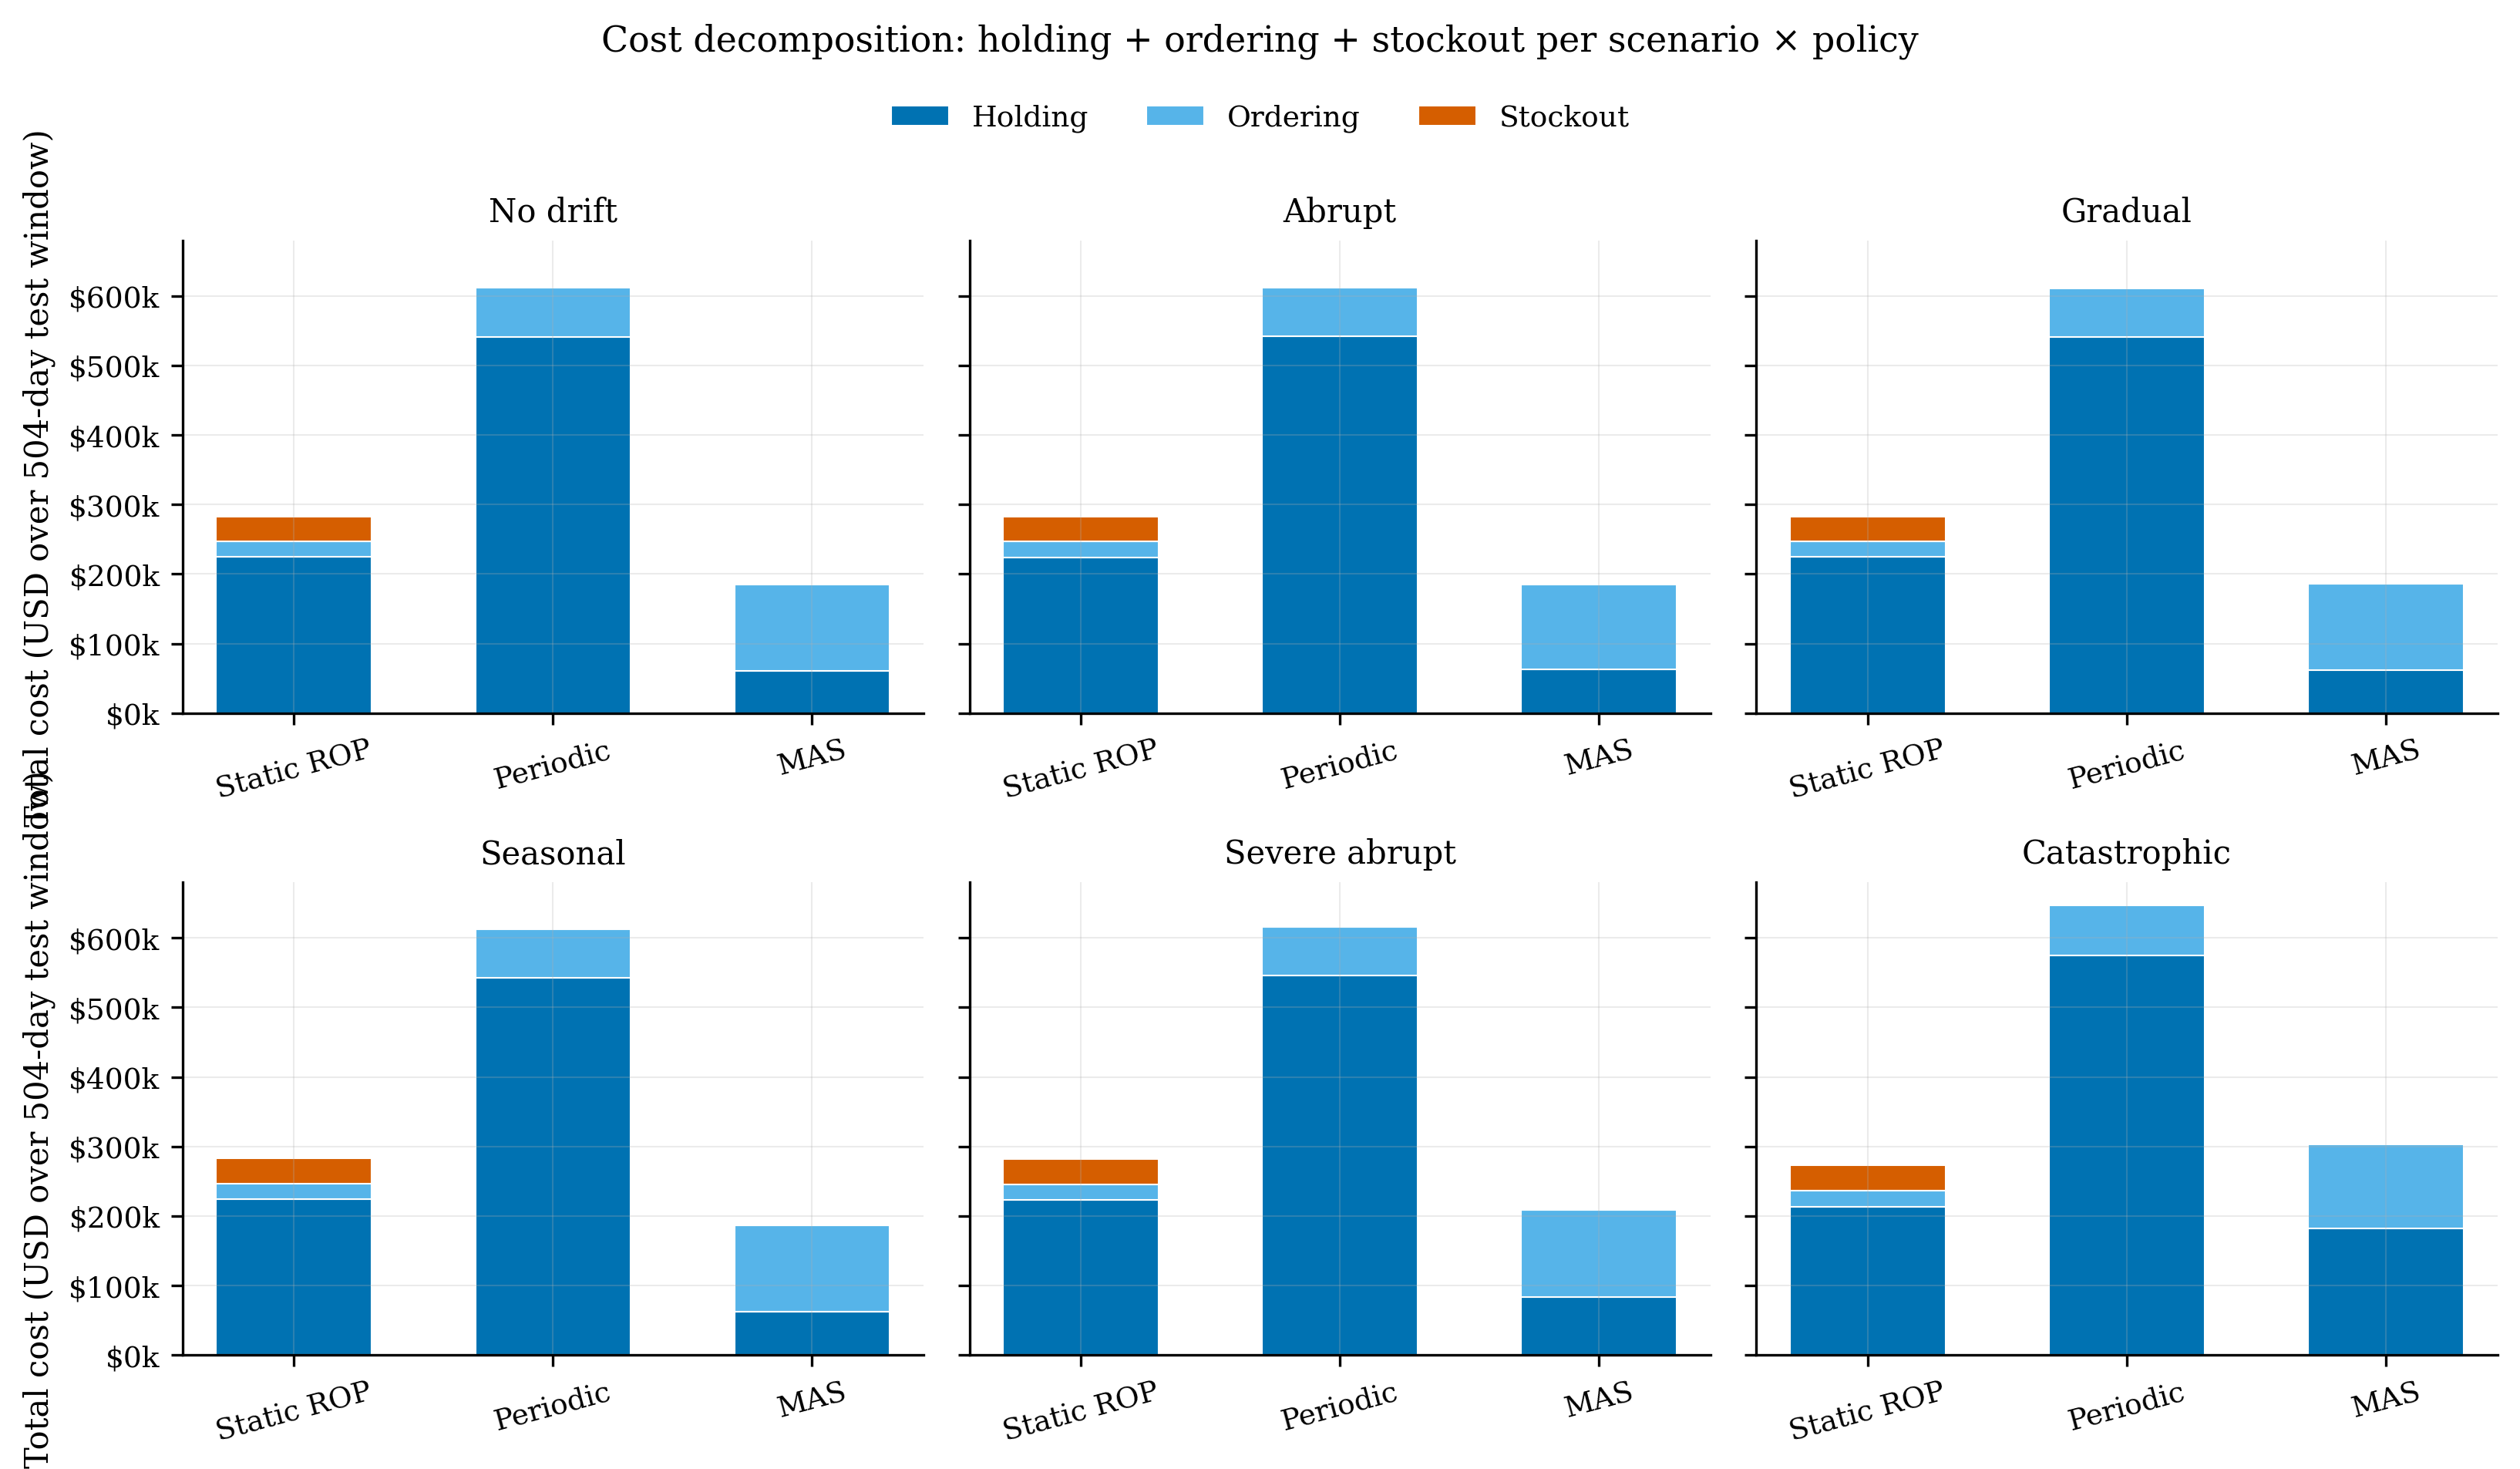 Cost decomposition: holding + ordering + stockout per scenario × policy
Holding
Ordering
Stockout
Total cost (USD over 504-day test window)
No drift
$600k
$500k
$400k
$300k
$200k
$100k
$0k
Static ROP
Periodic
MAS
Abrupt
Static ROP
Periodic
MAS
Gradual
Static ROP
Periodic
MAS
Total cost (USD over 504-day test window)
Seasonal
$600k
$500k
$400k
$300k
$200k
$100k
$0k
Static ROP
Periodic
MAS
Severe abrupt
Static ROP
Periodic
MAS
Catastrophic
Static ROP
Periodic
MAS